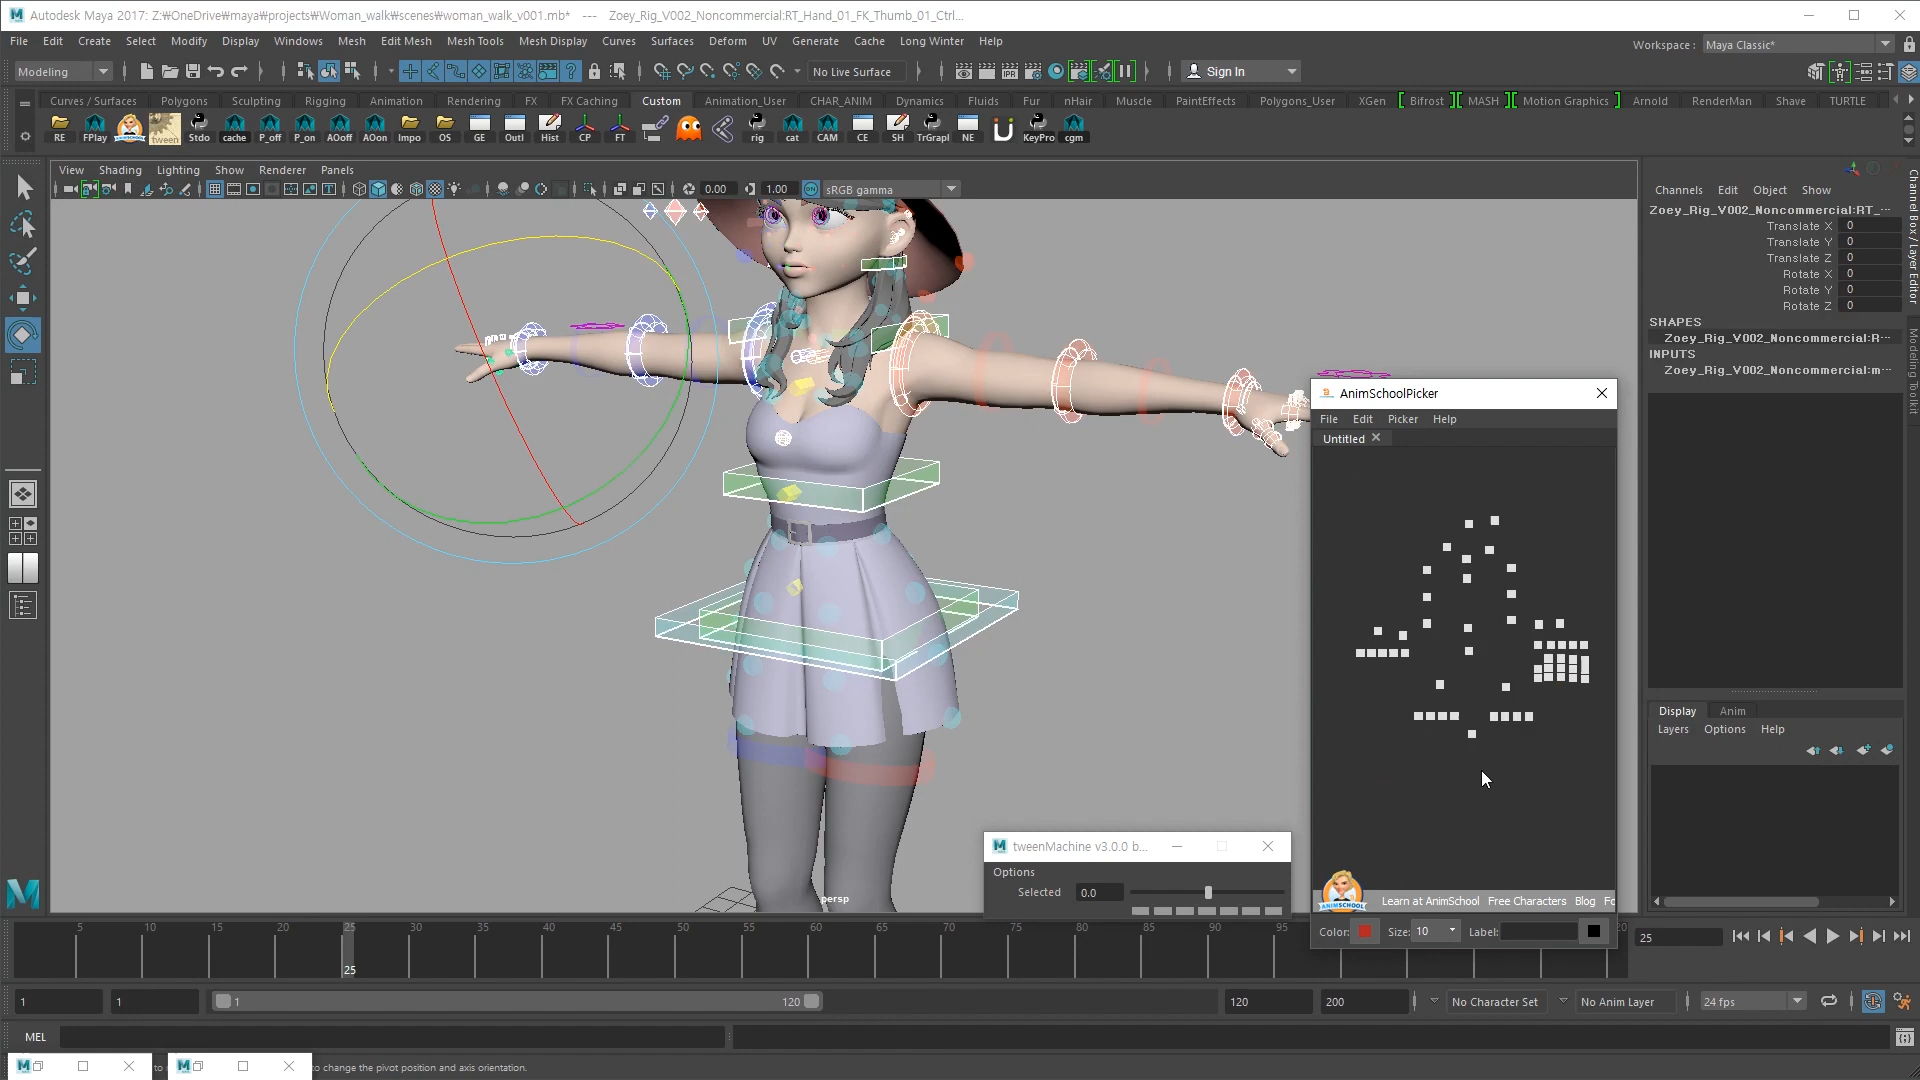 Autodesk Maya 2017: Z:₩OneDrive₩maya₩projects₩Woman_walk₩scenes₩woman_walk_v001.mb*   ---   Zoey_Rig_V002_Noncommercial:RT_Hand_01_FK_Thumb_01_Ctrl...
File Edit Create Select Modify Display Windows Mesh Edit Mesh Mesh Tools Mesh Display Curves Surfaces Deform UV Generate Cache Long Winter Help
Workspace : Maya Classic*
Modeling
No Live Surface
Sign In
Curves / Surfaces Polygons Sculpting Rigging Animation Rendering FX FX Caching Custom Animation_User CHAR_ANIM Dynamics Fluids Fur nHair Muscle PaintEffects Polygons_User XGen Bifrost MASH Motion Graphics Arnold RenderMan Shave TURTLE
RE FPlay tween Stdo cache P_off P_on AOoff AOon Impo OS GE Outl Hist CP FT rig cat CAM CE SH TrGrapl NE KeyPro cgm
View Shading Lighting Show Renderer Panels
0.00 1.00 sRGB gamma
Channels Edit Object Show
Zoey_Rig_V002_Noncommercial:RT_...
Translate X 0
Translate Y 0
Translate Z 0
Rotate X 0
Rotate Y 0
Rotate Z 0
SHAPES
Zoey_Rig_V002_Noncommercial:R...
INPUTS
Zoey_Rig_V002_Noncommercial:m...
Channel Box / Layer Editor
Modeling Toolkit
AnimSchoolPicker
File Edit Picker Help
Untitled
ANIMSCHOOL
Learn at AnimSchool Free Characters Blog Fo
Color: Size: 10 Label:
tweenMachine v3.0.0 b...
Options
Selected 0.0
persp
Display Anim
Layers Options Help
5 10 15 20 25 30 35 40 45 50 55 60 65 70 75 80 85 90 95 20
25
25
1 1 1 120 120 200 No Character Set No Anim Layer 24 fps
MEL
to change the pivot position and axis orientation.